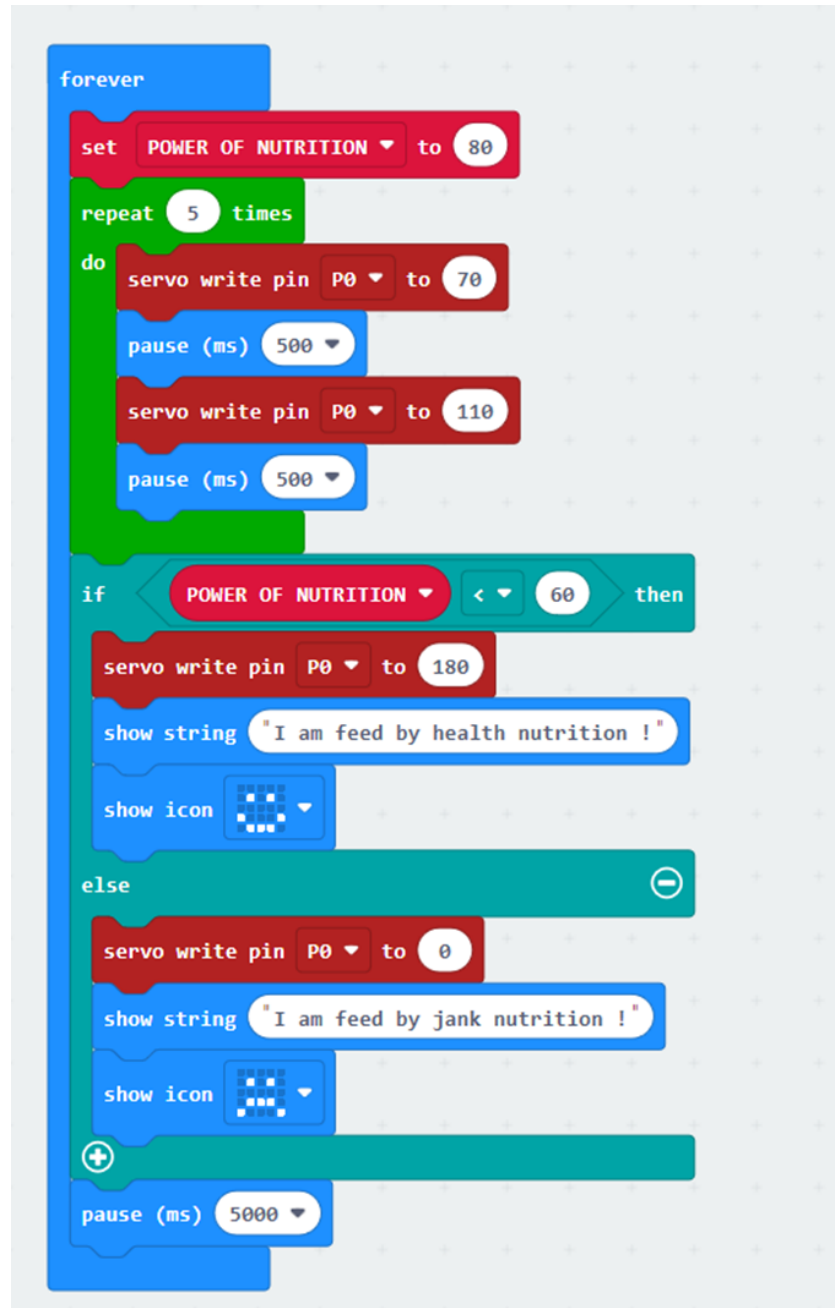 forever
set POWER OF NUTRITION to 80
repeat 5 times
do
servo write pin P0 to 70
pause (ms) 500
servo write pin P0 to 110
pause (ms) 500
if POWER OF NUTRITION < 60 then
servo write pin P0 to 180
show string "I am feed by health nutrition !"
show icon
else
servo write pin P0 to 0
show string "I am feed by jank nutrition !"
show icon
pause (ms) 5000